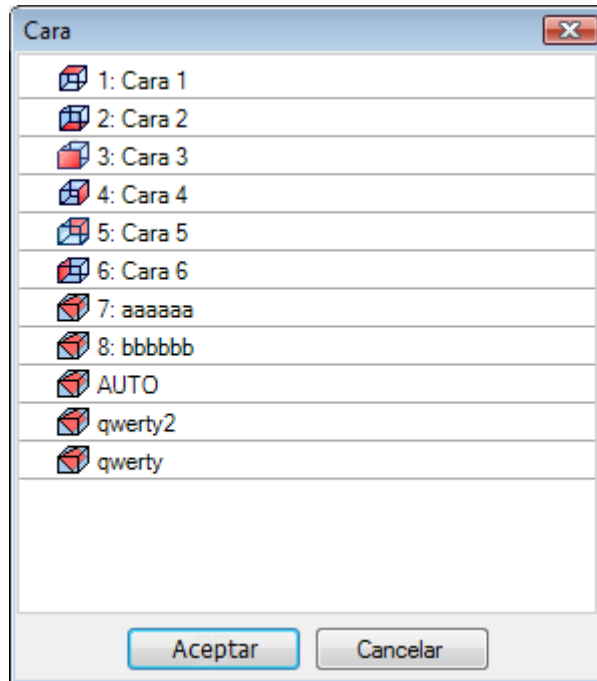 Cara
1: Cara 1
2: Cara 2
3: Cara 3
4: Cara 4
5: Cara 5
6: Cara 6
7: aaaaaa
8: bbbbbb
AUTO
qwerty2
qwerty
Aceptar Cancelar